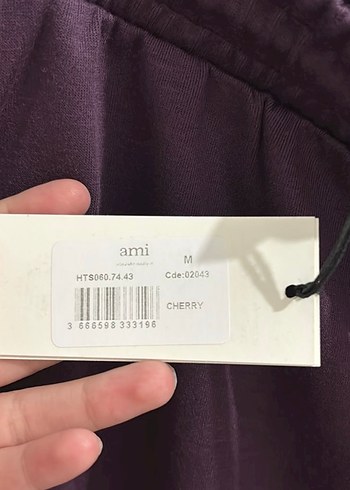 ami
M
HTS060.74.43
Cde:02043
CHERRY
3 666598 333196